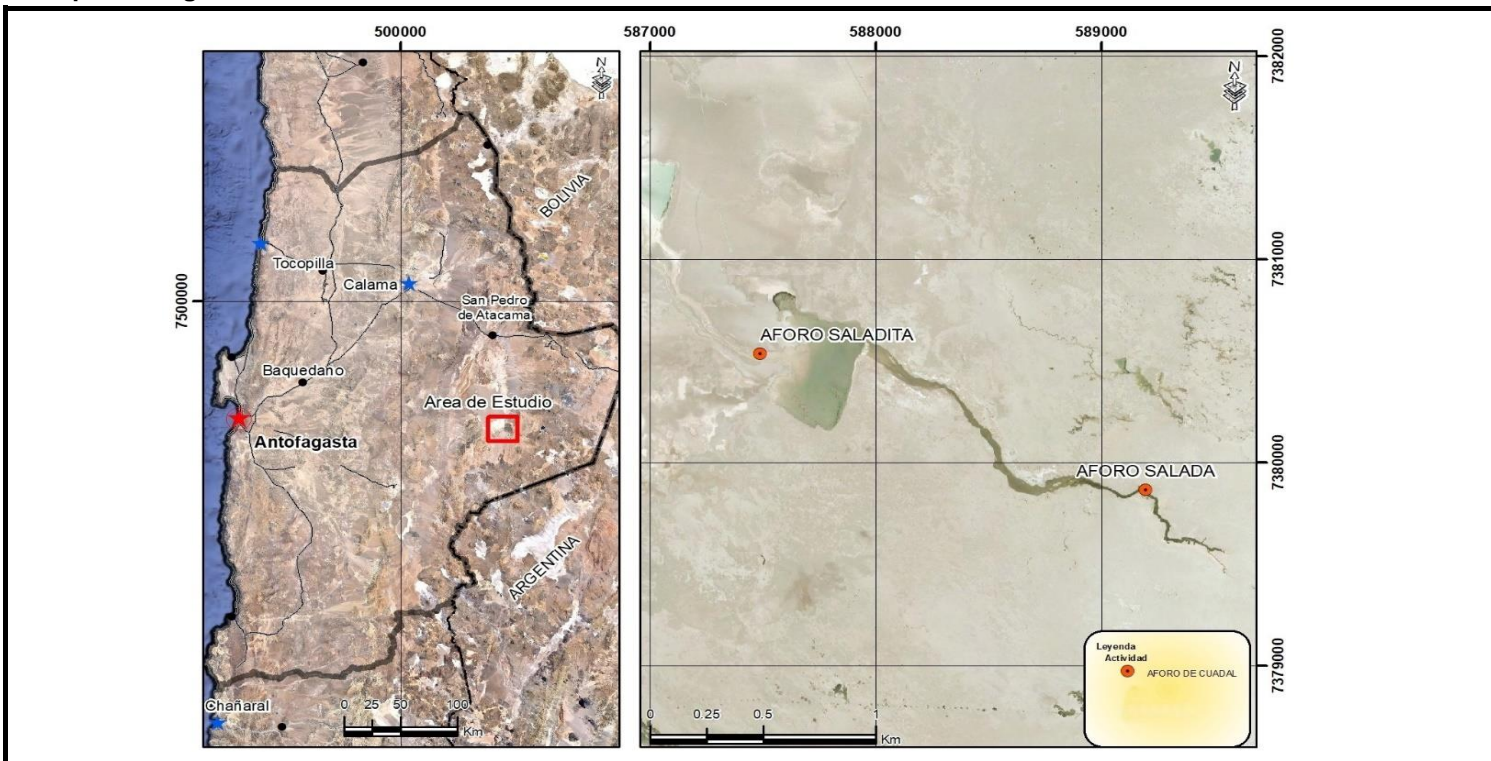 500000
7500000
N
BOLIVIA
Tocopilla
Calama
San Pedro
de Atacama
Baquedano
Area de Estudio
Antofagasta
ARGENTINA
Chañaral
0 25 50 100
Km
587000 588000 589000
7382000
N
7381000
AFORO SALADITA
7380000
AFORO SALADA
7379000
Leyenda
Actividad
AFORO DE CUADAL
0 0.25 0.5 1
Km